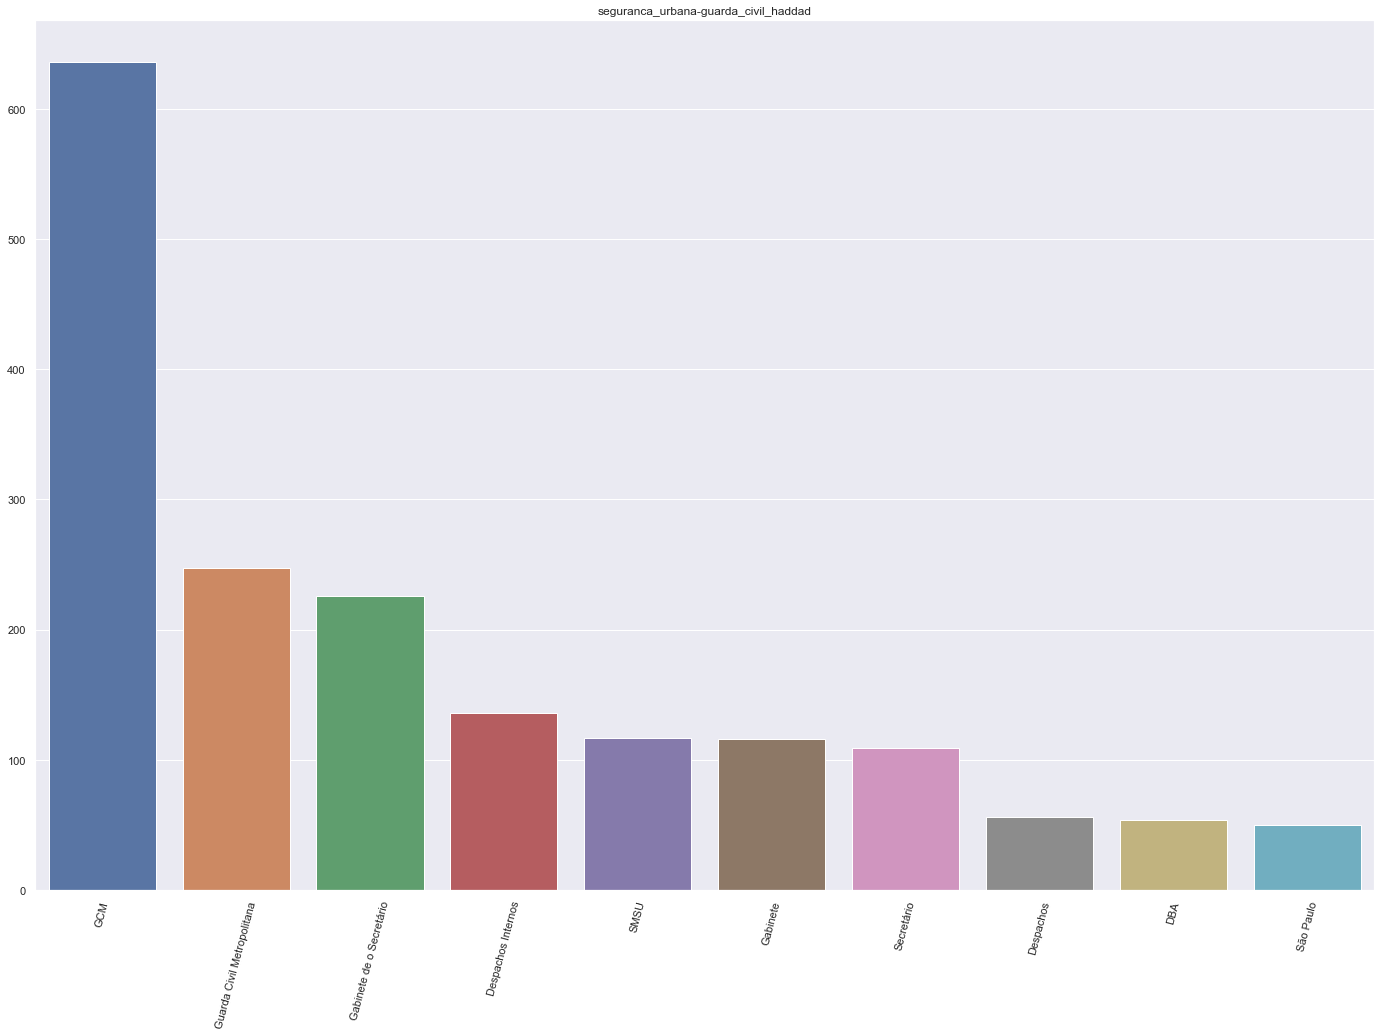 seguranca_urbana-guarda_civil_haddad
600
500
400
300
200
100
0
GCM
Guarda Civil Metropolitana
Gabinete de o Secretário
Despachos Internos
SMSU
Gabinete
Secretário
Despachos
DBA
São Paulo